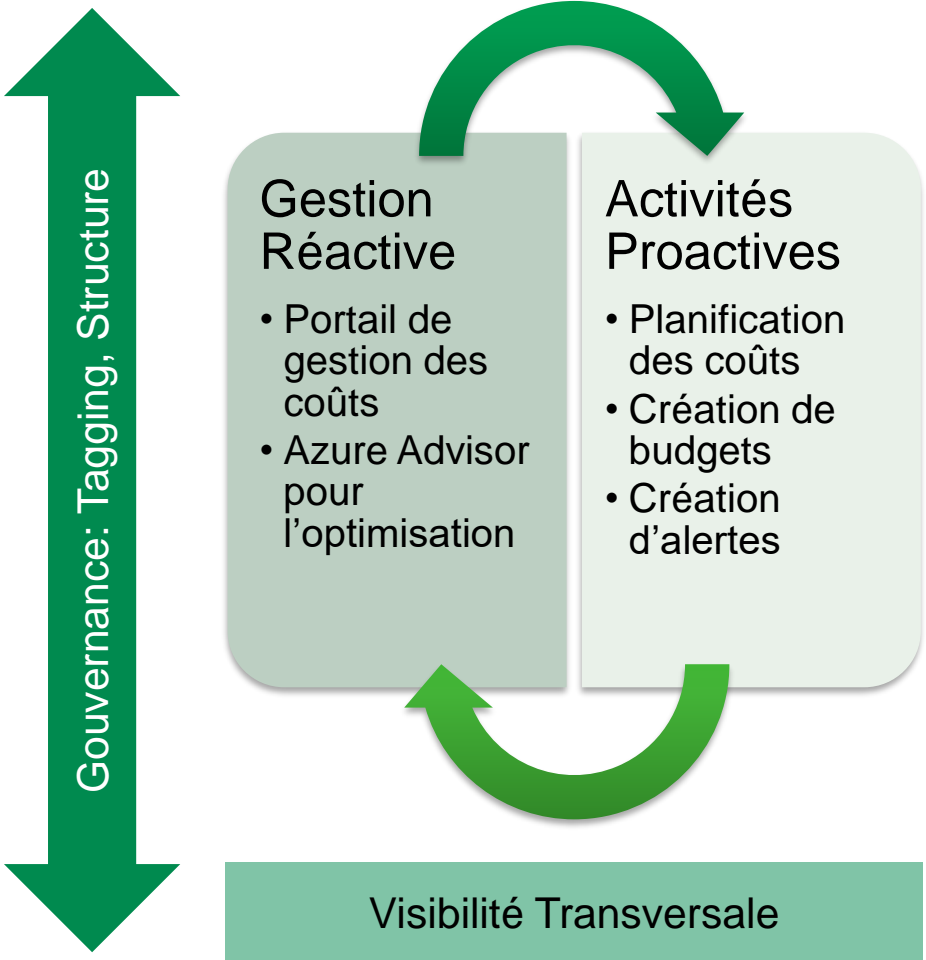 Gouvernance: Tagging, Structure
Gestion
Réactive
• Portail de
gestion des
coûts
• Azure Advisor
pour
l’optimisation
Activités
Proactives
• Planification
des coûts
• Création de
budgets
• Création
d’alertes
Visibilité Transversale